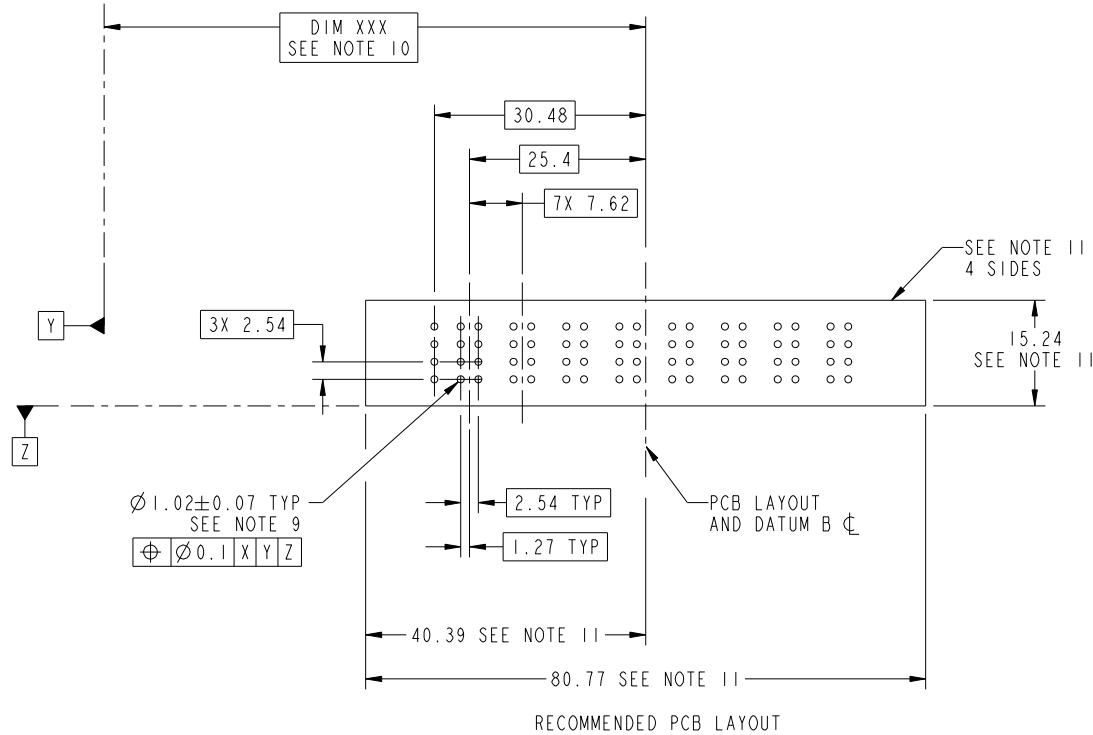 DIM XXX
SEE NOTE 10
30.48
25.4
7X 7.62
SEE NOTE 11
4 SIDES
Y
3X 2.54
15.24
SEE NOTE 11
Z
Ø1.02±0.07 TYP
SEE NOTE 9
⌖ Ø0.1 X Y Z
2.54 TYP
1.27 TYP
PCB LAYOUT
AND DATUM B ℄
40.39 SEE NOTE 11
80.77 SEE NOTE 11
RECOMMENDED PCB LAYOUT